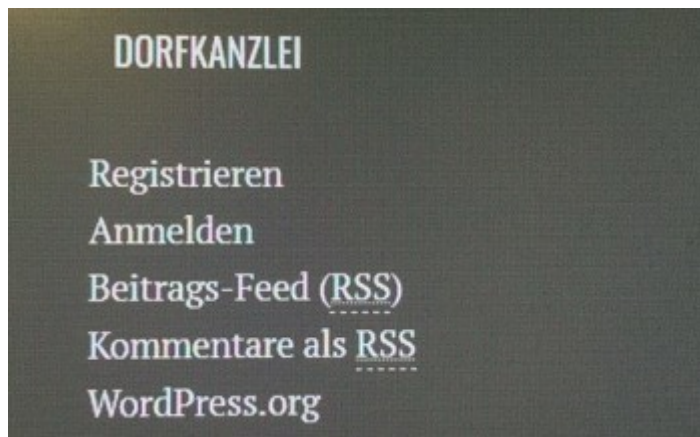 DORFKANZLEI
Registrieren
Anmelden
Beitrags-Feed (RSS)
Kommentare als RSS
WordPress.org